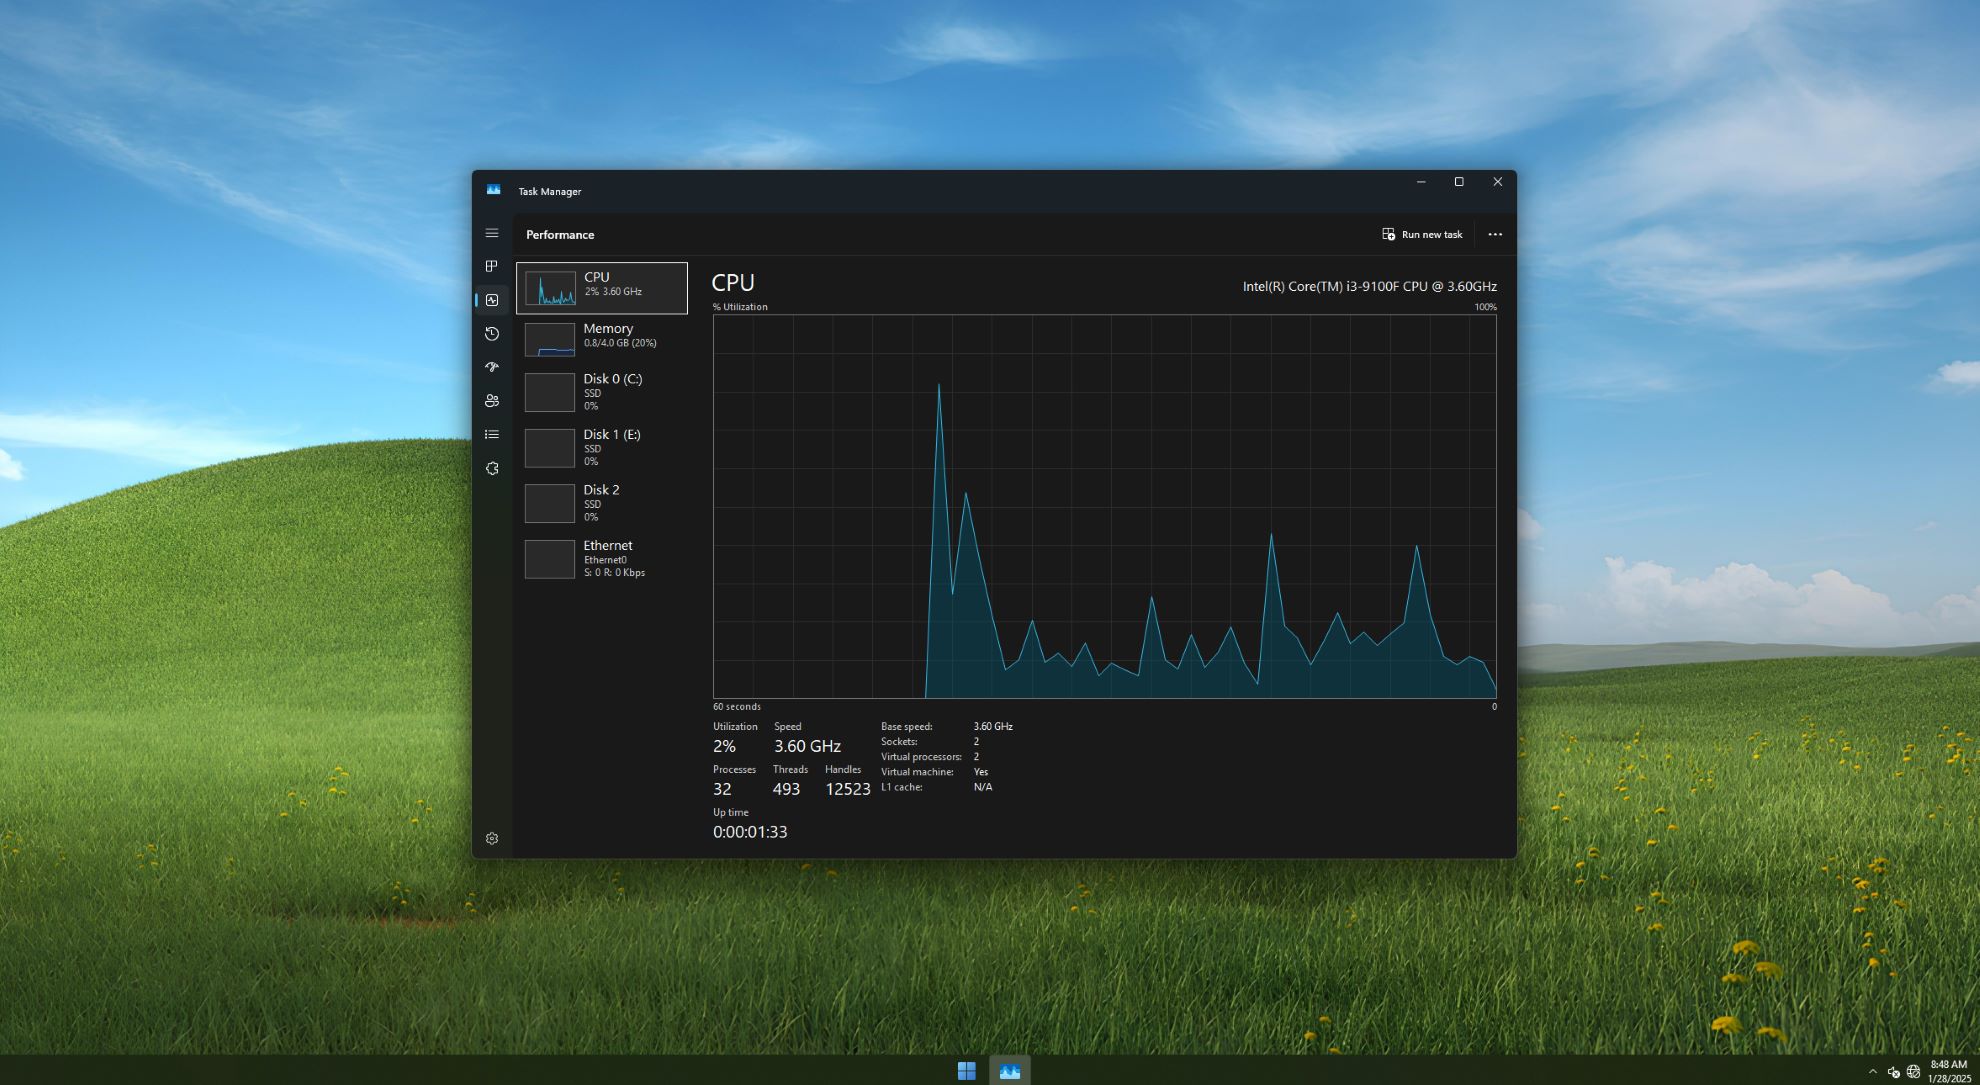 Task Manager
Performance
Run new task
CPU
2% 3.60 GHz
Memory
0.8/4.0 GB (20%)
Disk 0 (C:)
SSD
0%
Disk 1 (E:)
SSD
0%
Disk 2
SSD
0%
Ethernet
Ethernet0
S: 0 R: 0 Kbps
CPU
Intel(R) Core(TM) i3-9100F CPU @ 3.60GHz
% Utilization
100%
60 seconds
0
Utilization
2%
Speed
3.60 GHz
Processes
32
Threads
493
Handles
12523
Up time
0:00:01:33
Base speed: 3.60 GHz
Sockets: 2
Virtual processors: 2
Virtual machine: Yes
L1 cache: N/A
8:48 AM
1/28/2025